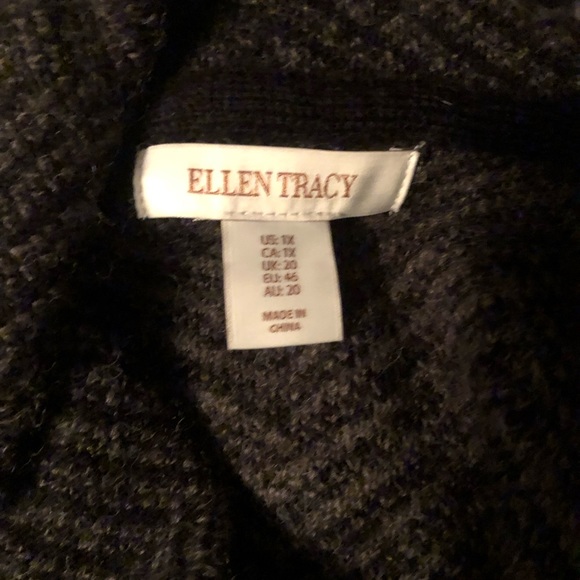 ELLEN TRACY
US: 1X
CA: 1X
UK: 20
EU: 46
AU: 20
MADE IN
CHINA